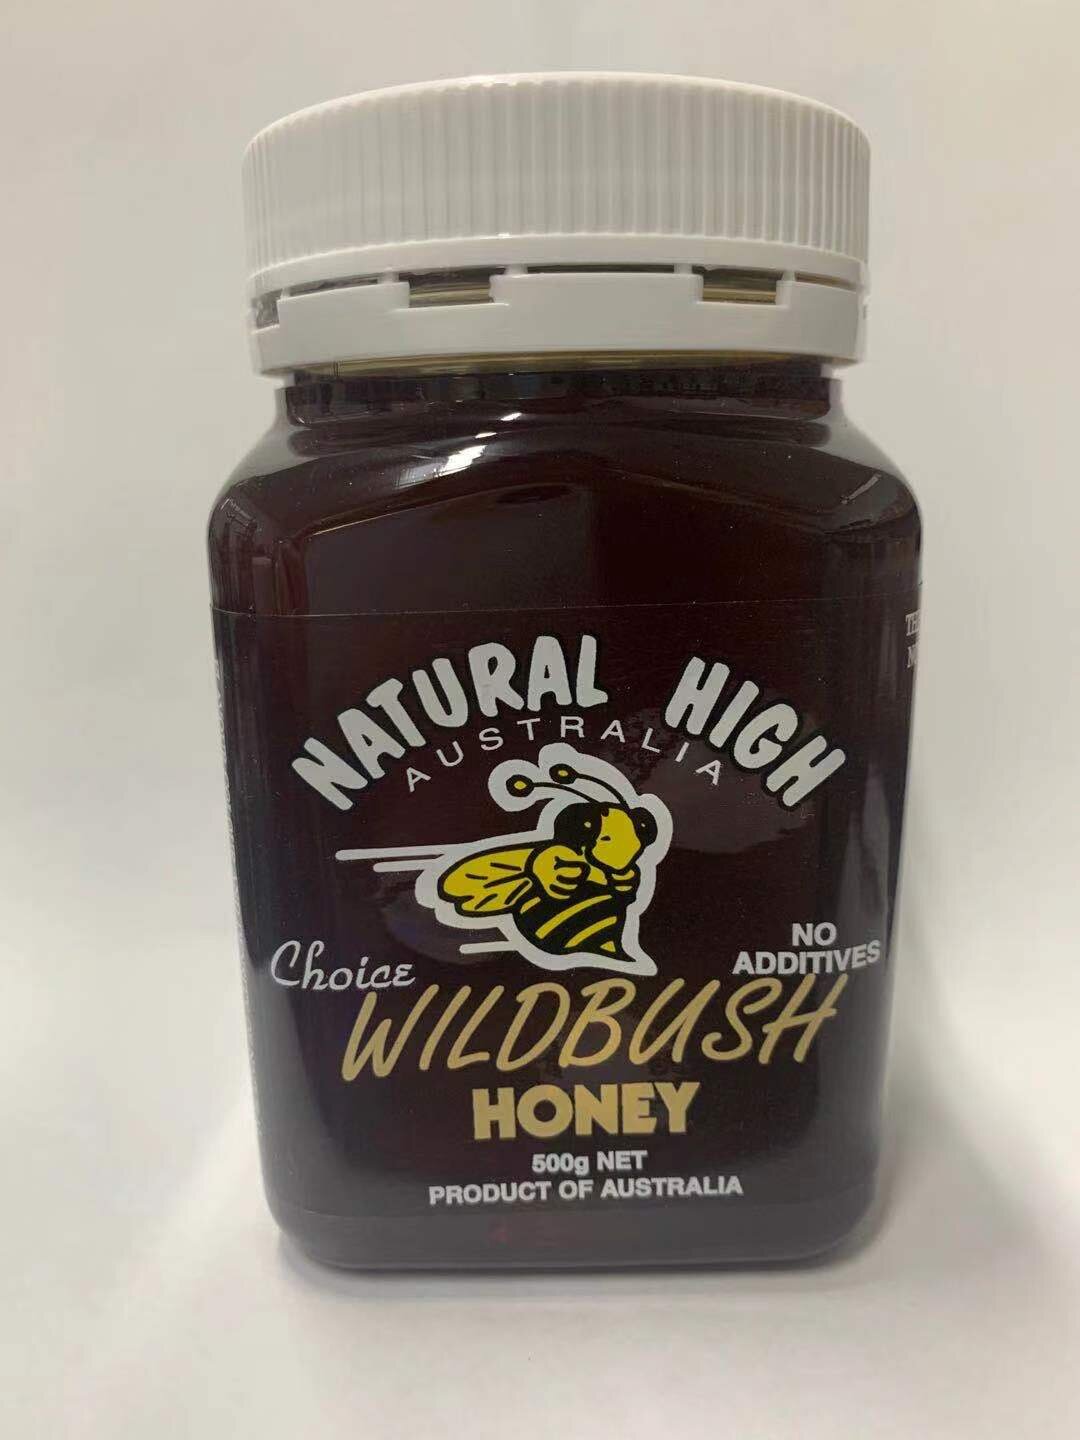 NATURAL HIGH
AUSTRALIA
Choice
NO
ADDITIVES
WILDBUSH
HONEY
500g NET
PRODUCT OF AUSTRALIA